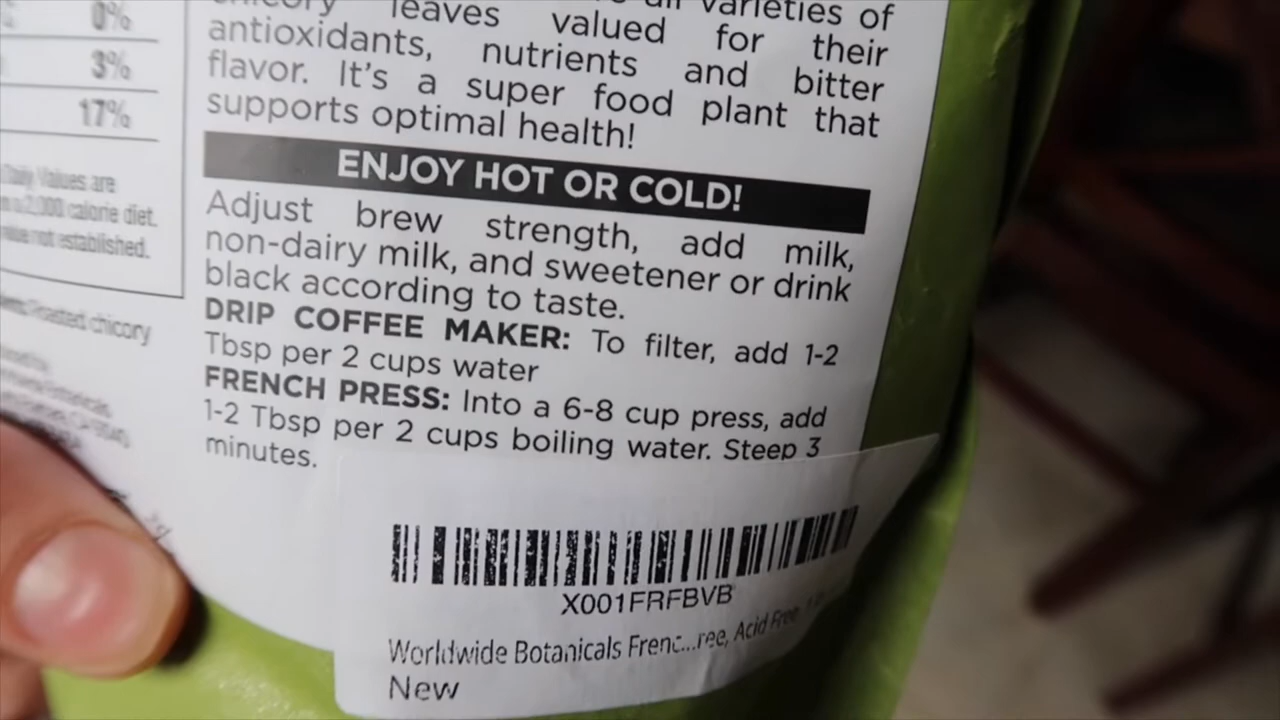 0%
3%
17%
Daily Values are
2,000 calorie diet.
not established.
roasted chicory
all varieties of
leaves valued for their
antioxidants, nutrients and bitter
flavor. It's a super food plant that
supports optimal health!
ENJOY HOT OR COLD!
Adjust brew strength, add milk,
non-dairy milk, and sweetener or drink
black according to taste.
DRIP COFFEE MAKER: To filter, add 1-2
Tbsp per 2 cups water
FRENCH PRESS: Into a 6-8 cup press, add
1-2 Tbsp per 2 cups boiling water. Steep 3
minutes.
X001FRFBVB
Worldwide Botanicals Frenc...ree, Acid Free,
New